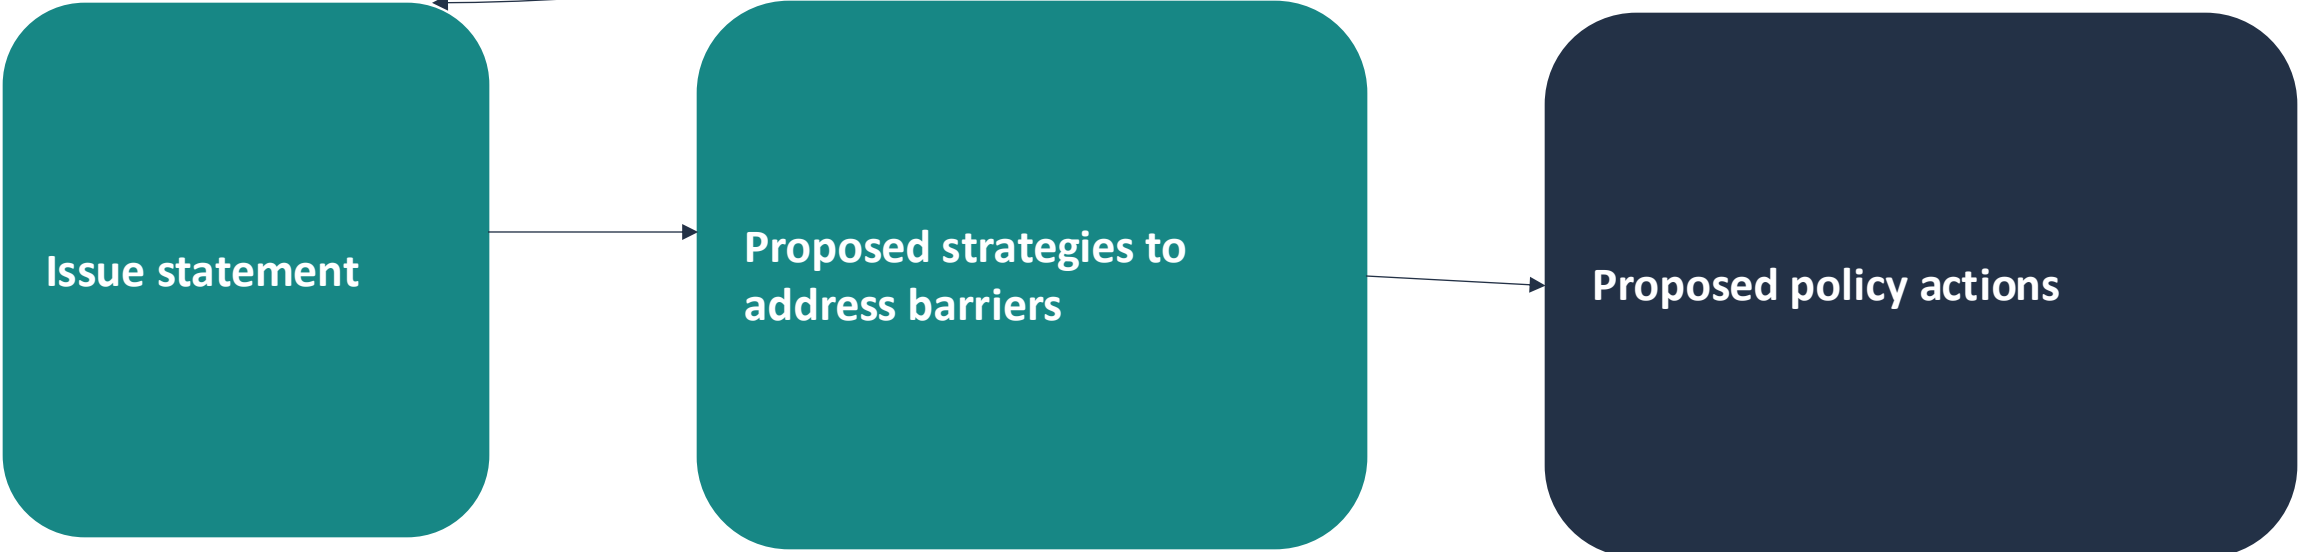 Issue statement
Proposed strategies to
address barriers
Proposed policy actions